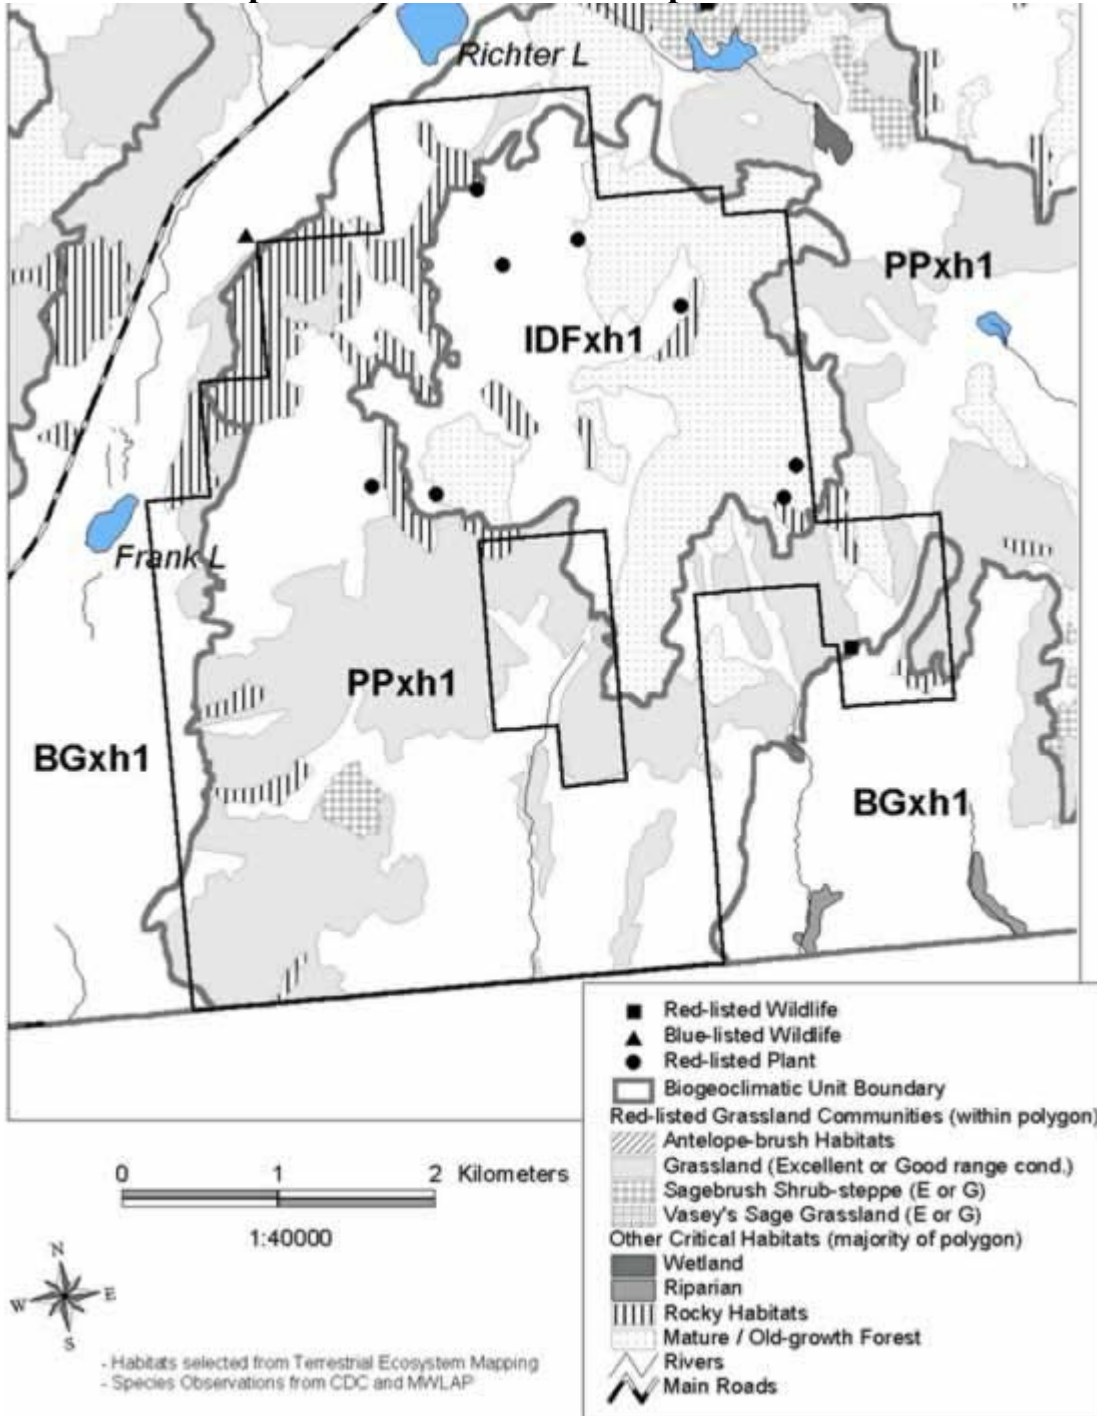 Richter L
PPxh1
IDFxh1
Frank L
PPxh1
BGxh1
BGxh1
Red-listed Wildlife
Blue-listed Wildlife
Red-listed Plant
Biogeoclimatic Unit Boundary
Red-listed Grassland Communities (within polygon)
Antelope-brush Habitats
Grassland (Excellent or Good range cond.)
Sagebrush Shrub-steppe (E or G)
Vasey's Sage Grassland (E or G)
Other Critical Habitats (majority of polygon)
Wetland
Riparian
Rocky Habitats
Mature / Old-growth Forest
Rivers
Main Roads
0 1 2 Kilometers
1:40000
N
W E
S
- Habitats selected from Terrestrial Ecosystem Mapping
- Species Observations from CDC and MWLAP